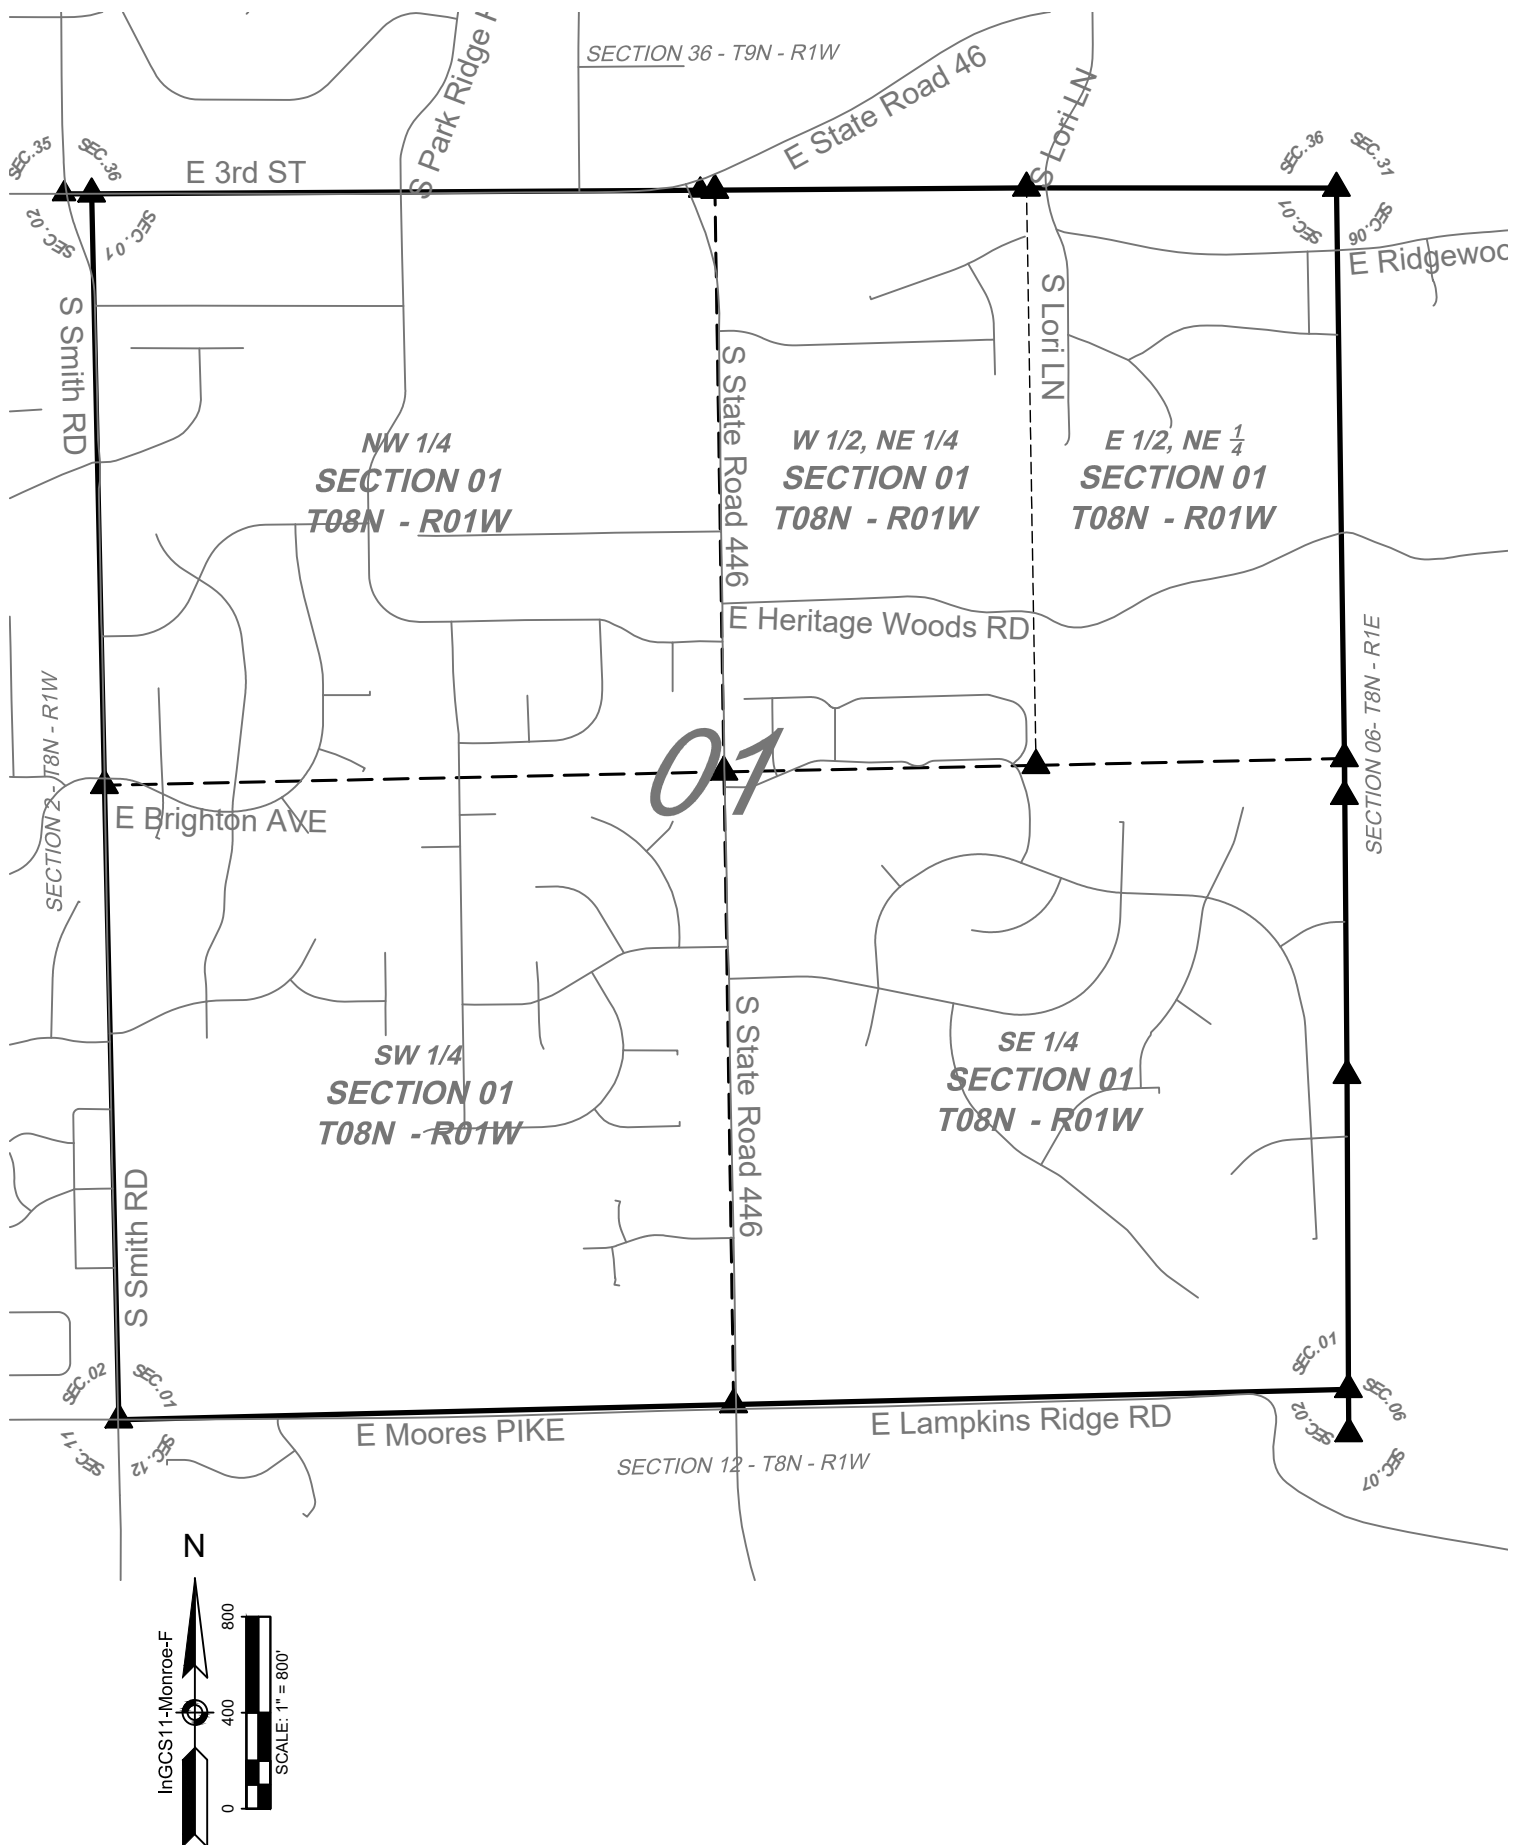 SECTION 36 - T9N - R1W
S Park Ridge
E State Road 46
S Lori LN
E 3rd ST
SEC.35
SEC.36
SEC.02
SEC.01
SEC.36
SEC.31
SEC.01
SEC.06
E Ridgewoo
S Smith RD
S State Road 446
S Lori LN
NW 1/4
SECTION 01
T08N - R01W
W 1/2, NE 1/4
SECTION 01
T08N - R01W
E 1/2, NE 1/4
SECTION 01
T08N - R01W
E Heritage Woods RD
SECTION 2 - T8N - R1W
SECTION 06- T8N - R1E
01
E Brighton AVE
S State Road 446
SW 1/4
SECTION 01
T08N - R01W
SE 1/4
SECTION 01
T08N - R01W
S Smith RD
SEC.02
SEC.01
SEC.11
SEC.12
SEC.01
SEC.06
SEC.02
SEC.07
E Moores PIKE
E Lampkins Ridge RD
SECTION 12 - T8N - R1W
N
InGCS11-Monroe-F
800
400
0
SCALE: 1" = 800'